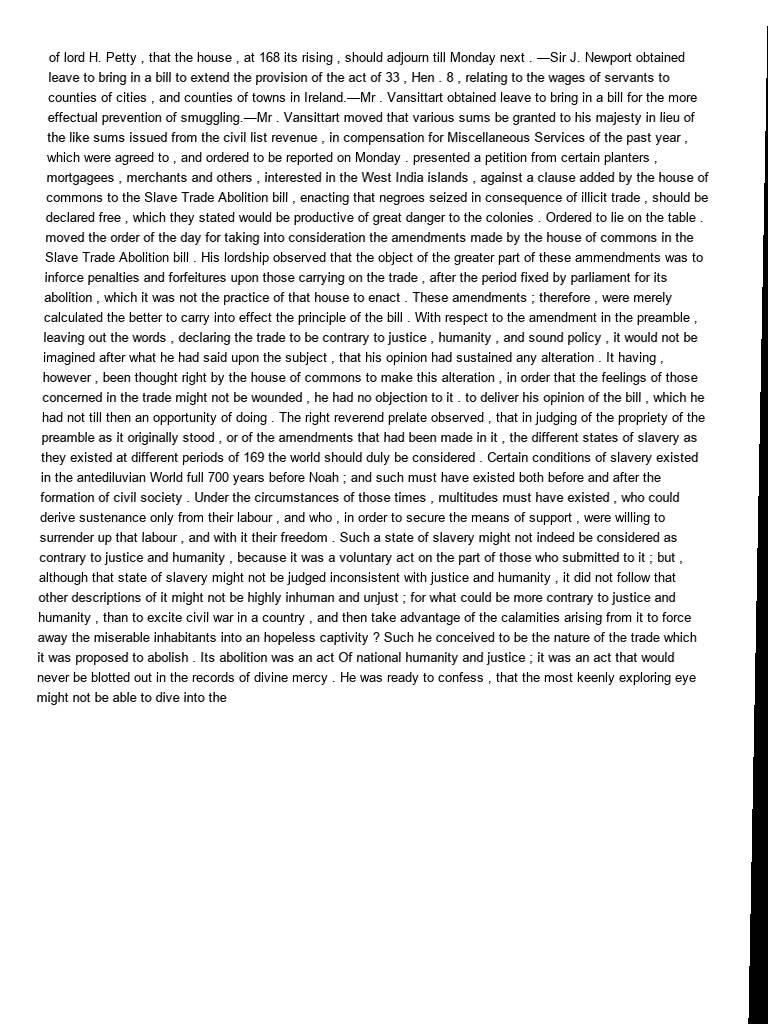 of lord H. Petty , that the house , at 168 its rising , should adjourn till Monday next . —Sir J. Newport obtained
leave to bring in a bill to extend the provision of the act of 33 , Hen . 8 , relating to the wages of servants to
counties of cities , and counties of towns in Ireland.—Mr . Vansittart obtained leave to bring in a bill for the more
effectual prevention of smuggling.—Mr . Vansittart moved that various sums be granted to his majesty in lieu of
the like sums issued from the civil list revenue , in compensation for Miscellaneous Services of the past year ,
which were agreed to , and ordered to be reported on Monday . presented a petition from certain planters ,
mortgagees , merchants and others , interested in the West India islands , against a clause added by the house of
commons to the Slave Trade Abolition bill , enacting that negroes seized in consequence of illicit trade , should be
declared free , which they stated would be productive of great danger to the colonies . Ordered to lie on the table .
moved the order of the day for taking into consideration the amendments made by the house of commons in the
Slave Trade Abolition bill . His lordship observed that the object of the greater part of these ammendments was to
inforce penalties and forfeitures upon those carrying on the trade , after the period fixed by parliament for its
abolition , which it was not the practice of that house to enact . These amendments ; therefore , were merely
calculated the better to carry into effect the principle of the bill . With respect to the amendment in the preamble ,
leaving out the words , declaring the trade to be contrary to justice , humanity , and sound policy , it would not be
imagined after what he had said upon the subject , that his opinion had sustained any alteration . It having ,
however , been thought right by the house of commons to make this alteration , in order that the feelings of those
concerned in the trade might not be wounded , he had no objection to it . to deliver his opinion of the bill , which he
had not till then an opportunity of doing . The right reverend prelate observed , that in judging of the propriety of the
preamble as it originally stood , or of the amendments that had been made in it , the different states of slavery as
they existed at different periods of 169 the world should duly be considered . Certain conditions of slavery existed
in the antediluvian World full 700 years before Noah ; and such must have existed both before and after the
formation of civil society . Under the circumstances of those times , multitudes must have existed , who could
derive sustenance only from their labour , and who , in order to secure the means of support , were willing to
surrender up that labour , and with it their freedom . Such a state of slavery might not indeed be considered as
contrary to justice and humanity , because it was a voluntary act on the part of those who submitted to it ; but ,
although that state of slavery might not be judged inconsistent with justice and humanity , it did not follow that
other descriptions of it might not be highly inhuman and unjust ; for what could be more contrary to justice and
humanity , than to excite civil war in a country , and then take advantage of the calamities arising from it to force
away the miserable inhabitants into an hopeless captivity ? Such he conceived to be the nature of the trade which
it was proposed to abolish . Its abolition was an act Of national humanity and justice ; it was an act that would
never be blotted out in the records of divine mercy . He was ready to confess , that the most keenly exploring eye
might not be able to dive into the